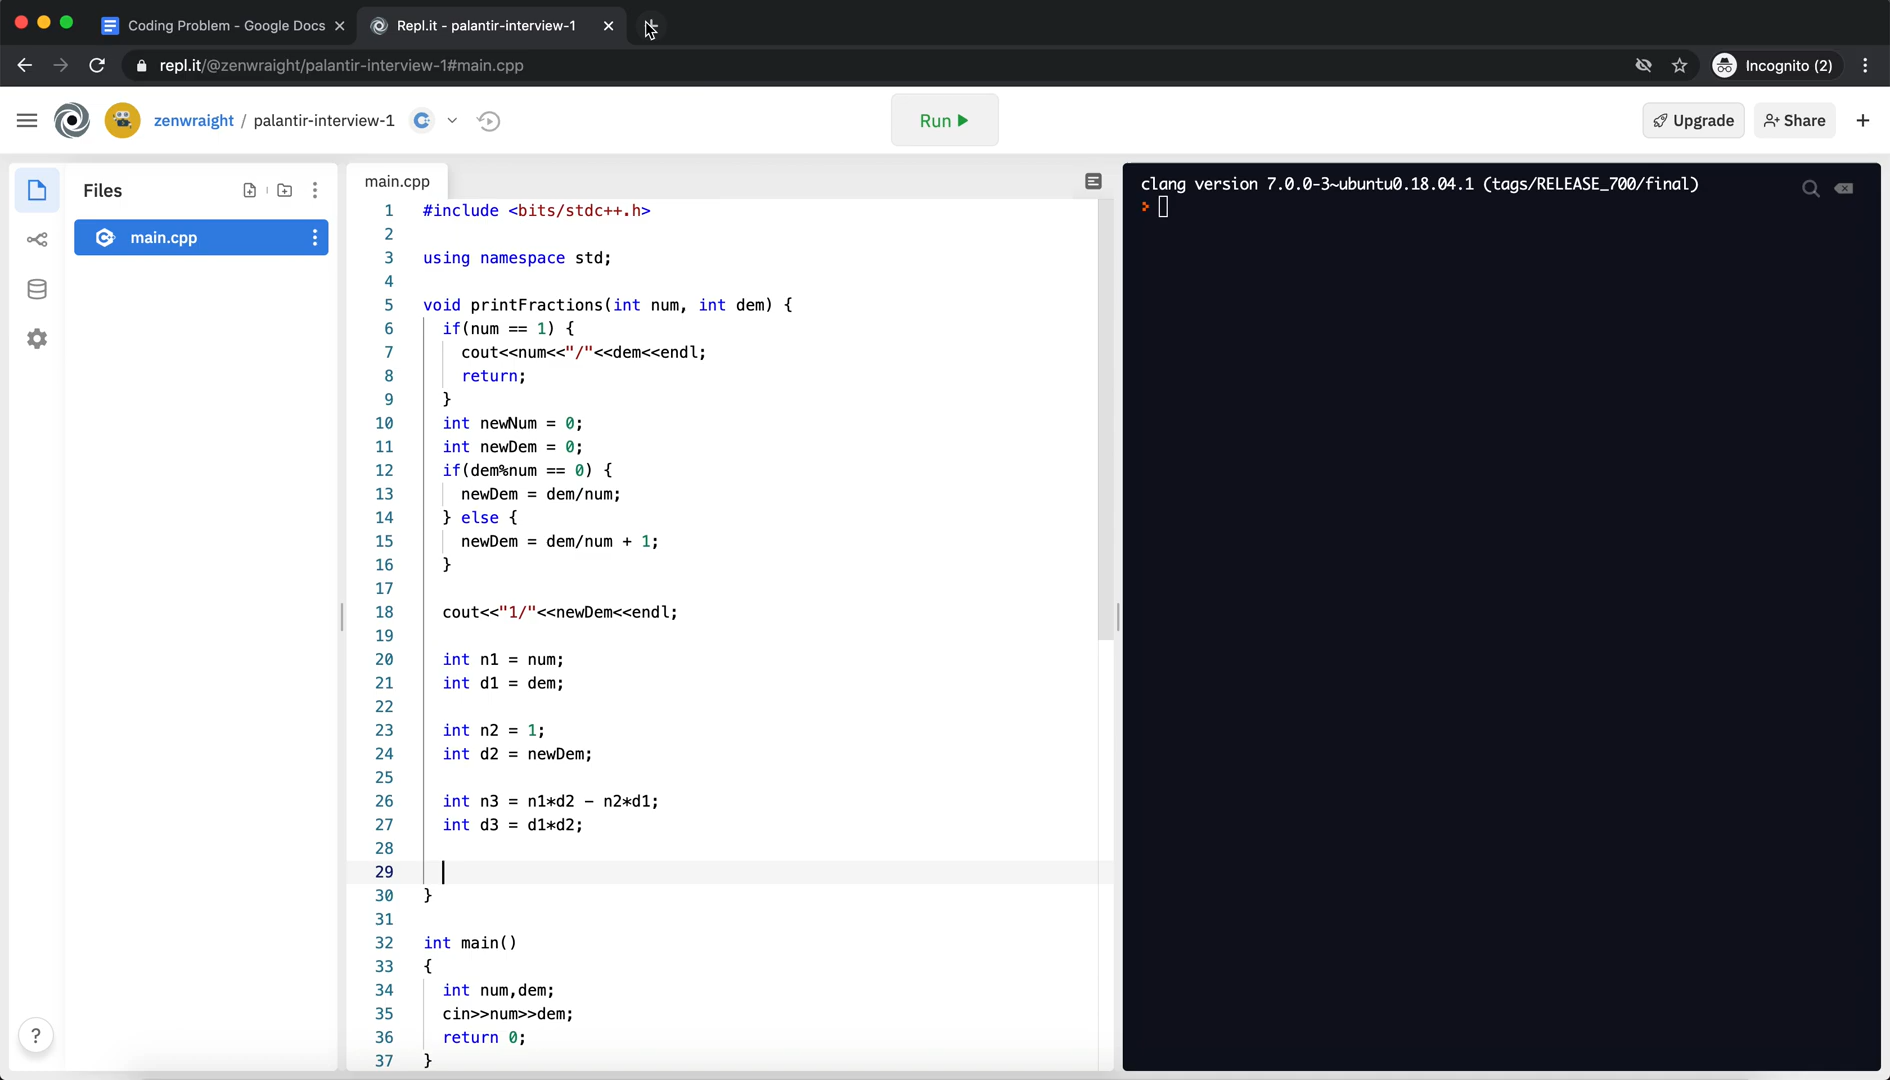 Coding Problem - Google Docs
Repl.it - palantir-interview-1
repl.it/@zenwraight/palantir-interview-1#main.cpp
Incognito (2)
zenwraight / palantir-interview-1
Run
Upgrade
Share
Files
main.cpp
main.cpp
1 #include <bits/stdc++.h>
2
3 using namespace std;
4
5 void printFractions(int num, int dem) {
6 if(num == 1) {
7 cout<<num<<"/"<<dem<<endl;
8 return;
9 }
10 int newNum = 0;
11 int newDem = 0;
12 if(dem%num == 0) {
13 newDem = dem/num;
14 } else {
15 newDem = dem/num + 1;
16 }
17
18 cout<<"1/"<<newDem<<endl;
19
20 int n1 = num;
21 int d1 = dem;
22
23 int n2 = 1;
24 int d2 = newDem;
25
26 int n3 = n1*d2 - n2*d1;
27 int d3 = d1*d2;
28
29
30 }
31
32 int main()
33 {
34 int num,dem;
35 cin>>num>>dem;
36 return 0;
37 }
clang version 7.0.0-3~ubuntu0.18.04.1 (tags/RELEASE_700/final)
?